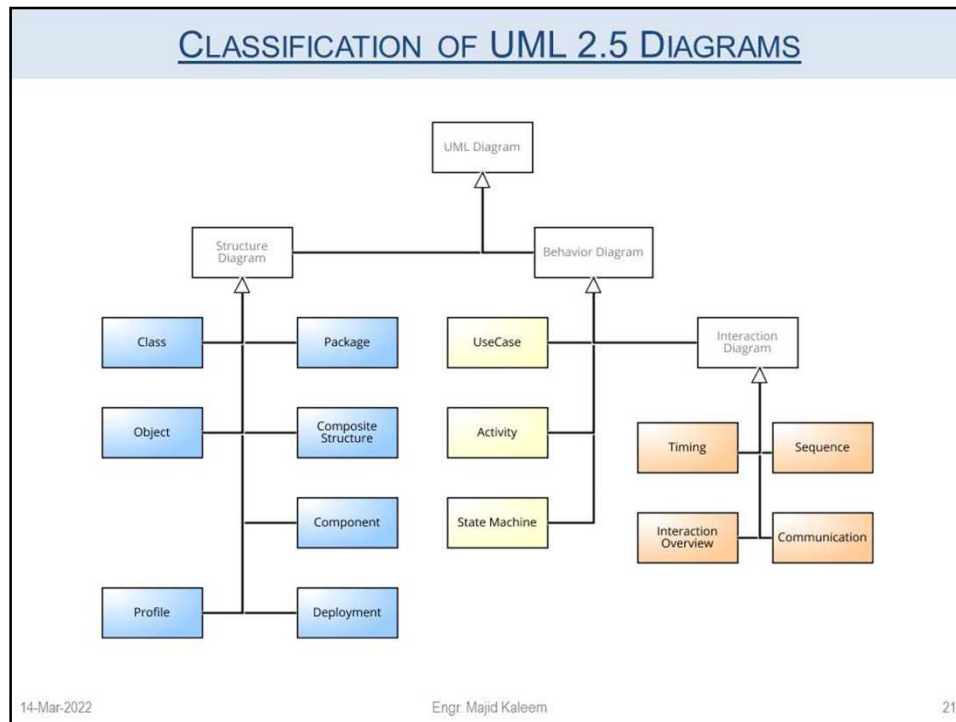 CLASSIFICATION OF UML 2.5 DIAGRAMS
UML Diagram
Structure
Diagram
Behavior Diagram
Class
Package
UseCase
Interaction
Diagram
Object
Composite
Structure
Activity
Timing
Sequence
Component
State Machine
Interaction
Overview
Communication
Profile
Deployment
14-Mar-2022
Engr. Majid Kaleem
21